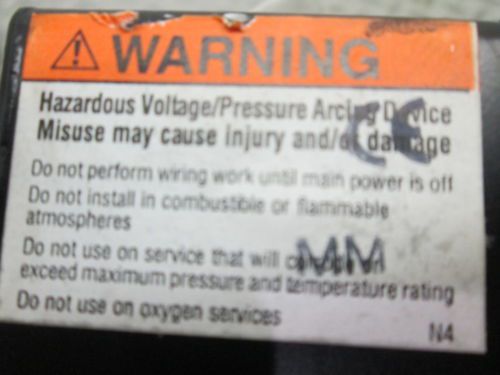 WARNING
Hazardous Voltage/Pressure Arcing Device
Misuse may cause injury and/or damage
CE
Do not perform wiring work until main power is off
Do not install in combustible or flammable
atmospheres
Do not use on service that will
MM
exceed maximum pressure and temperature rating
Do not use on oxygen services
N4